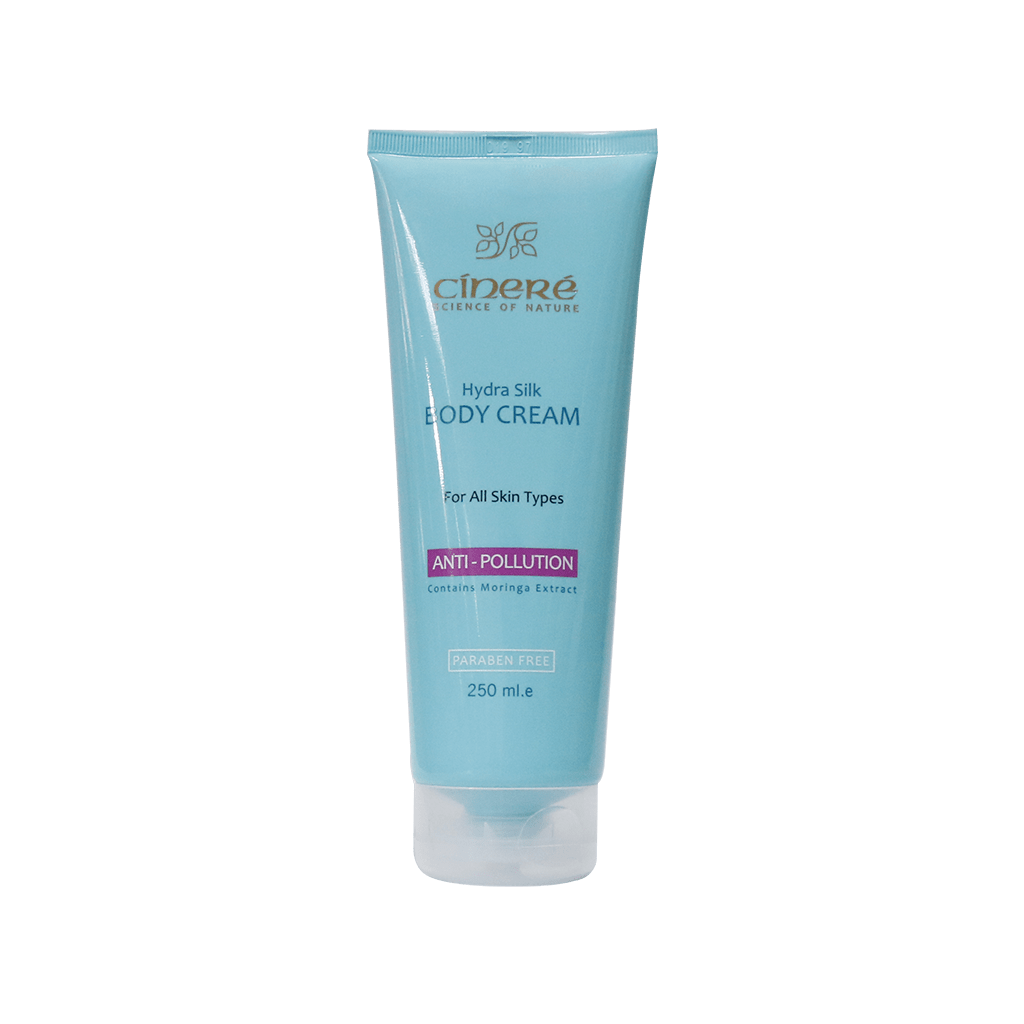 cíneré
SCIENCE OF NATURE
Hydra Silk
BODY CREAM
For All Skin Types
ANTI-POLLUTION
Contains Moringa Extract
PARABEN FREE
250 ml.e